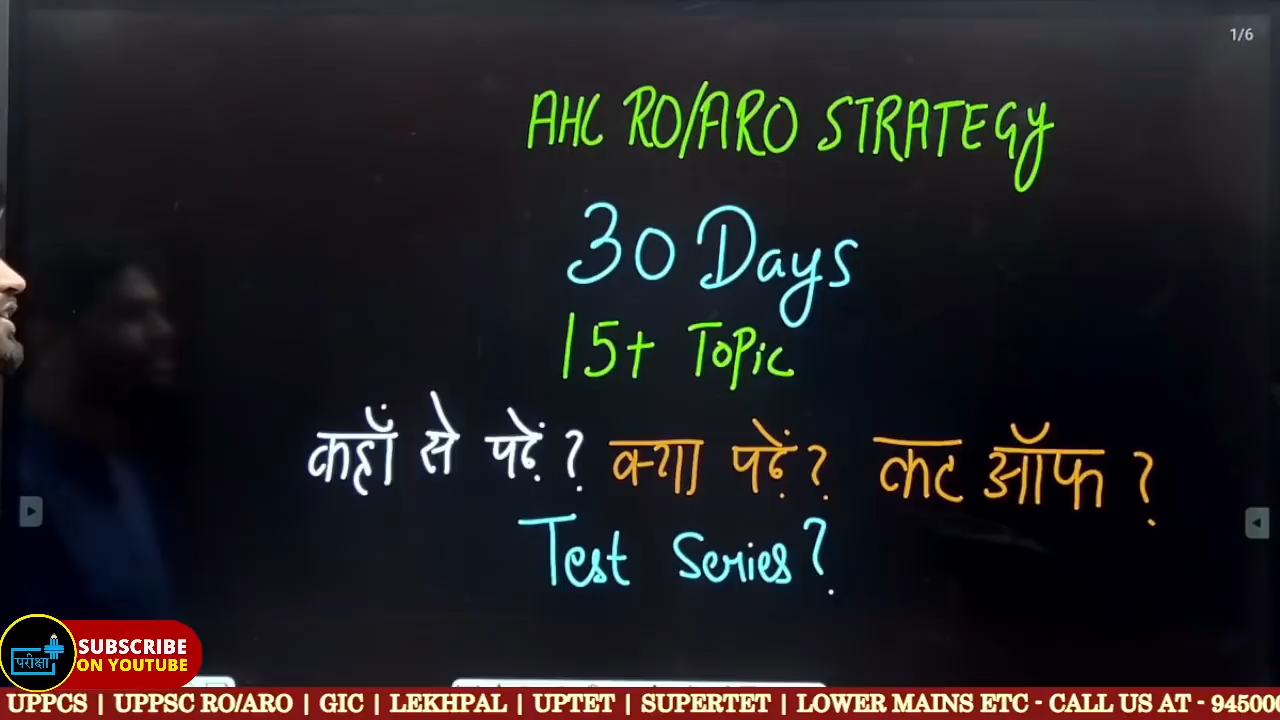 1/6
AHC RO/ARO STRATEGY
30 Days
15+ Topic
कहाँ से पढ़ें ? क्या पढ़ें ? कट ऑफ ?
Test Series ?
परीक्षा
SUBSCRIBE
ON YOUTUBE
UPPCS | UPPSC RO/ARO | GIC | LEKHPAL | UPTET | SUPERTET | LOWER MAINS ETC - CALL US AT - 94500